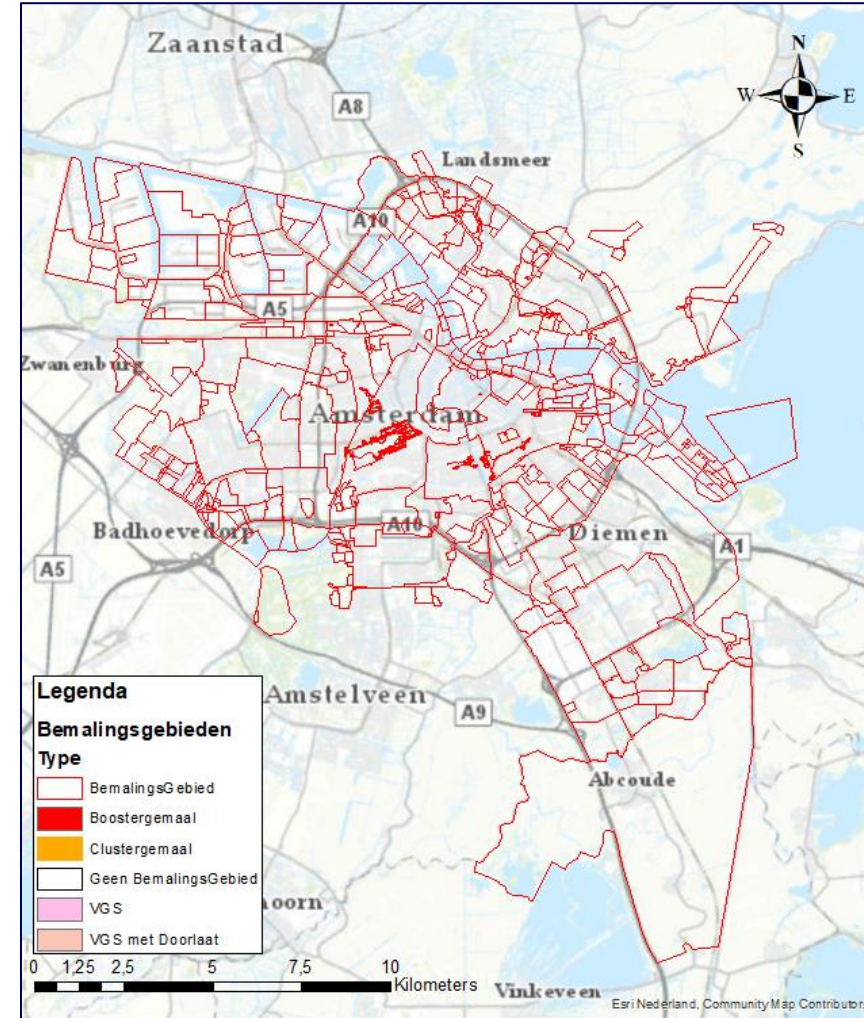 Zaanstad
N
W E
S
A8
Landsmeer
A10
A5
Zwanenburg
Amsterdam
Badhoevedorp
A10
Diemen
A1
A5
Legenda
Amstelveen
A9
Bemalingsgebieden
Type
BemalingsGebied
Abcoude
Boostergemaal
Clustergemaal
Geen BemalingsGebied
VGS
noorn
VGS met Doorlaat
0 1,25 2,5 5 7,5 10
Kilometers
Vinkeveen
Esri Nederland, Community Map Contributor